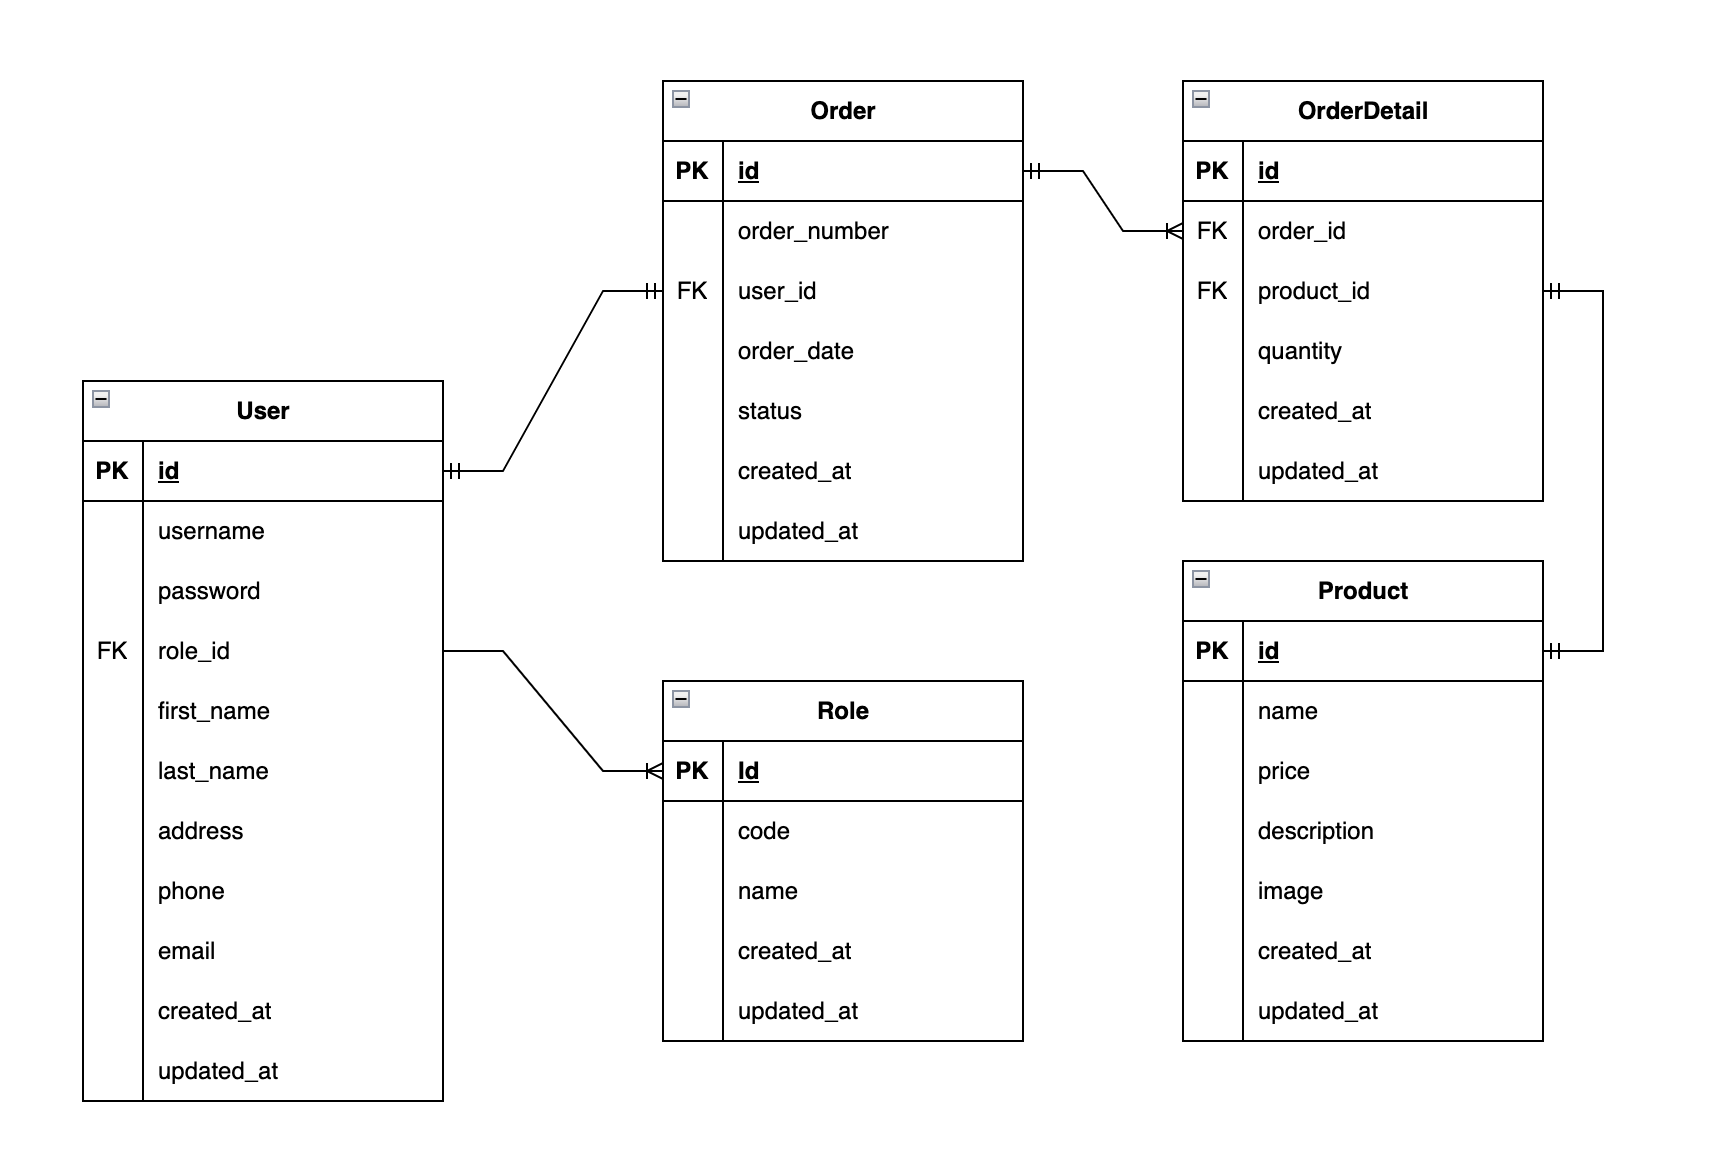 Order
PK id
order_number
FK user_id
order_date
status
created_at
updated_at
OrderDetail
PK id
FK order_id
FK product_id
quantity
created_at
updated_at
User
PK id
username
password
FK role_id
first_name
last_name
address
phone
email
created_at
updated_at
Role
PK Id
code
name
created_at
updated_at
Product
PK id
name
price
description
image
created_at
updated_at